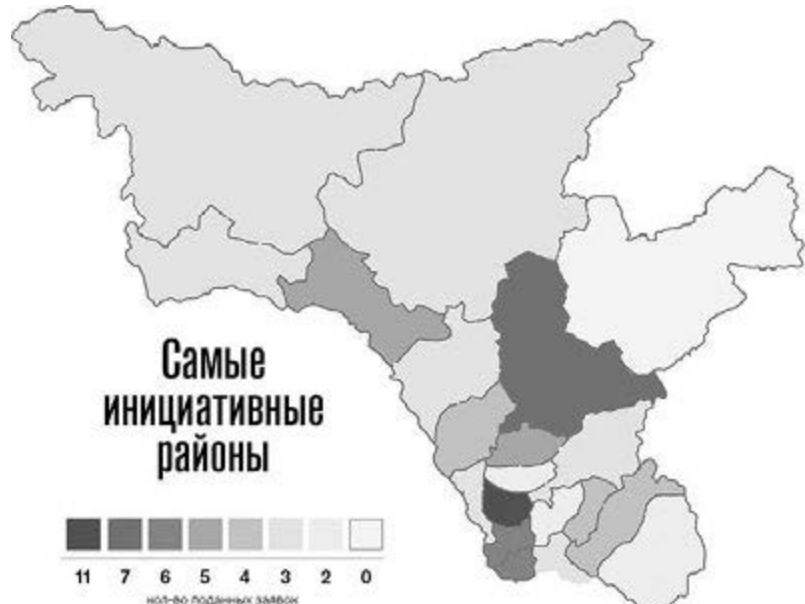 Самые
инициативные
районы
11 7 6 5 4 3 2 0
кол-во поданных заявок